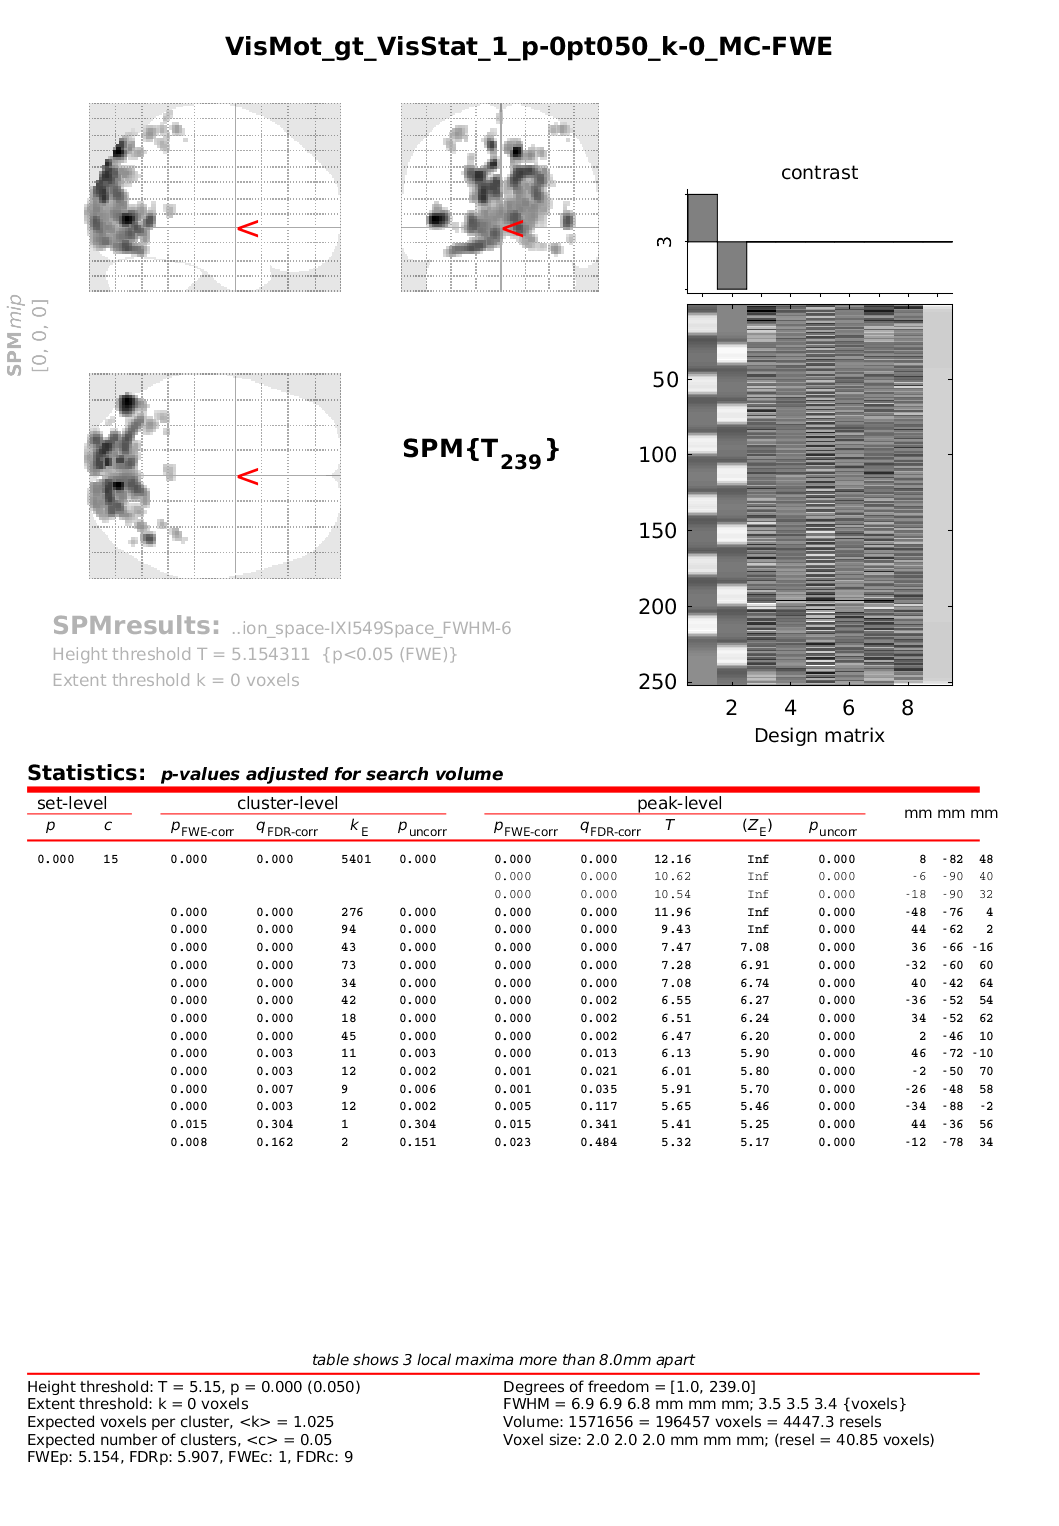 VisMot_gt_VisStat_1_p-0pt050_k-0_MC-FWE
SPMmip
[0, 0, 0]
<
<
<
SPM{T239}
contrast
3
50
100
150
200
250
2 4 6 8
Design matrix
SPMresults: ..ion_space-IXI549Space_FWHM-6
Height threshold T = 5.154311 {p<0.05 (FWE)}
Extent threshold k = 0 voxels
Statistics: p-values adjusted for search volume
set-level cluster-level peak-level mm mm mm
p c pFWE-corr qFDR-corr kE puncorr pFWE-corr qFDR-corr T (ZE) puncorr
0.000 15 0.000 0.000 5401 0.000 0.000 0.000 12.16 Inf 0.000 8 -82 48
0.000 0.000 10.62 Inf 0.000 -6 -90 40
0.000 0.000 10.54 Inf 0.000 -18 -90 32
0.000 0.000 276 0.000 0.000 0.000 11.96 Inf 0.000 -48 -76 4
0.000 0.000 94 0.000 0.000 0.000 9.43 Inf 0.000 44 -62 2
0.000 0.000 43 0.000 0.000 0.000 7.47 7.08 0.000 36 -66 -16
0.000 0.000 73 0.000 0.000 0.000 7.28 6.91 0.000 -32 -60 60
0.000 0.000 34 0.000 0.000 0.000 7.08 6.74 0.000 40 -42 64
0.000 0.000 42 0.000 0.000 0.002 6.55 6.27 0.000 -36 -52 54
0.000 0.000 18 0.000 0.000 0.002 6.51 6.24 0.000 34 -52 62
0.000 0.000 45 0.000 0.000 0.002 6.47 6.20 0.000 2 -46 10
0.000 0.003 11 0.003 0.000 0.013 6.13 5.90 0.000 46 -72 -10
0.000 0.003 12 0.002 0.001 0.021 6.01 5.80 0.000 -2 -50 70
0.000 0.007 9 0.006 0.001 0.035 5.91 5.70 0.000 -26 -48 58
0.000 0.003 12 0.002 0.005 0.117 5.65 5.46 0.000 -34 -88 -2
0.015 0.304 1 0.304 0.015 0.341 5.41 5.25 0.000 44 -36 56
0.008 0.162 2 0.151 0.023 0.484 5.32 5.17 0.000 -12 -78 34
table shows 3 local maxima more than 8.0mm apart
Height threshold: T = 5.15, p = 0.000 (0.050)
Extent threshold: k = 0 voxels
Expected voxels per cluster, <k> = 1.025
Expected number of clusters, <c> = 0.05
FWEp: 5.154, FDRp: 5.907, FWEc: 1, FDRc: 9
Degrees of freedom = [1.0, 239.0]
FWHM = 6.9 6.9 6.8 mm mm mm; 3.5 3.5 3.4 {voxels}
Volume: 1571656 = 196457 voxels = 4447.3 resels
Voxel size: 2.0 2.0 2.0 mm mm mm; (resel = 40.85 voxels)